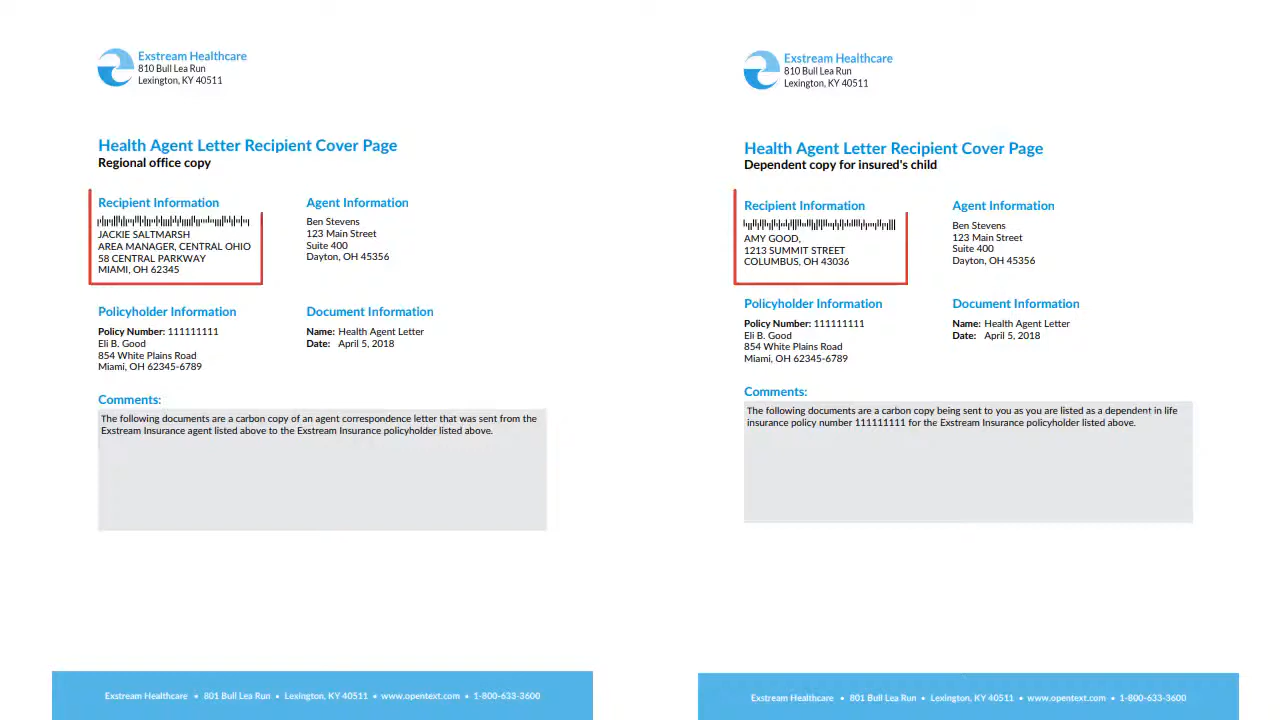 Exstream Healthcare
810 Bull Lea Run
Lexington, KY 40511
Health Agent Letter Recipient Cover Page
Regional office copy
Recipient Information
JACKIE SALTMARSH
AREA MANAGER, CENTRAL OHIO
58 CENTRAL PARKWAY
MIAMI, OH 62345
Agent Information
Ben Stevens
123 Main Street
Suite 400
Dayton, OH 45356
Policyholder Information
Policy Number: 111111111
Eli B. Good
854 White Plains Road
Miami, OH 62345-6789
Document Information
Name: Health Agent Letter
Date: April 5, 2018
Comments:
The following documents are a carbon copy of an agent correspondence letter that was sent from the
Exstream Insurance agent listed above to the Exstream Insurance policyholder listed above.
Exstream Healthcare • 801 Bull Lea Run • Lexington, KY 40511 • www.opentext.com • 1-800-633-3600
Exstream Healthcare
810 Bull Lea Run
Lexington, KY 40511
Health Agent Letter Recipient Cover Page
Dependent copy for insured's child
Recipient Information
AMY GOOD,
1213 SUMMIT STREET
COLUMBUS, OH 43036
Agent Information
Ben Stevens
123 Main Street
Suite 400
Dayton, OH 45356
Policyholder Information
Policy Number: 111111111
Eli B. Good
854 White Plains Road
Miami, OH 62345-6789
Document Information
Name: Health Agent Letter
Date: April 5, 2018
Comments:
The following documents are a carbon copy being sent to you as you are listed as a dependent in life
insurance policy number 111111111 for the Exstream Insurance policyholder listed above.
Exstream Healthcare • 801 Bull Lea Run • Lexington, KY 40511 • www.opentext.com • 1-800-633-3600